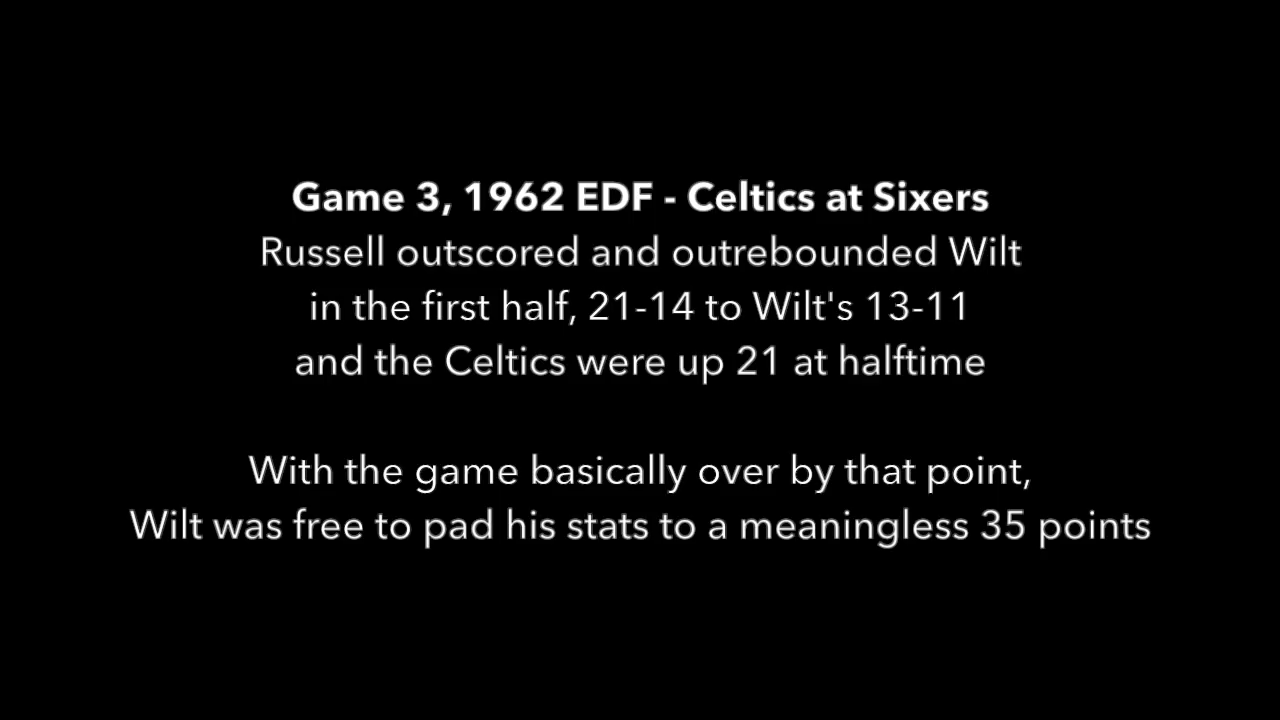 Game 3, 1962 EDF - Celtics at Sixers
Russell outscored and outrebounded Wilt
in the first half, 21-14 to Wilt's 13-11
and the Celtics were up 21 at halftime
With the game basically over by that point,
Wilt was free to pad his stats to a meaningless 35 points